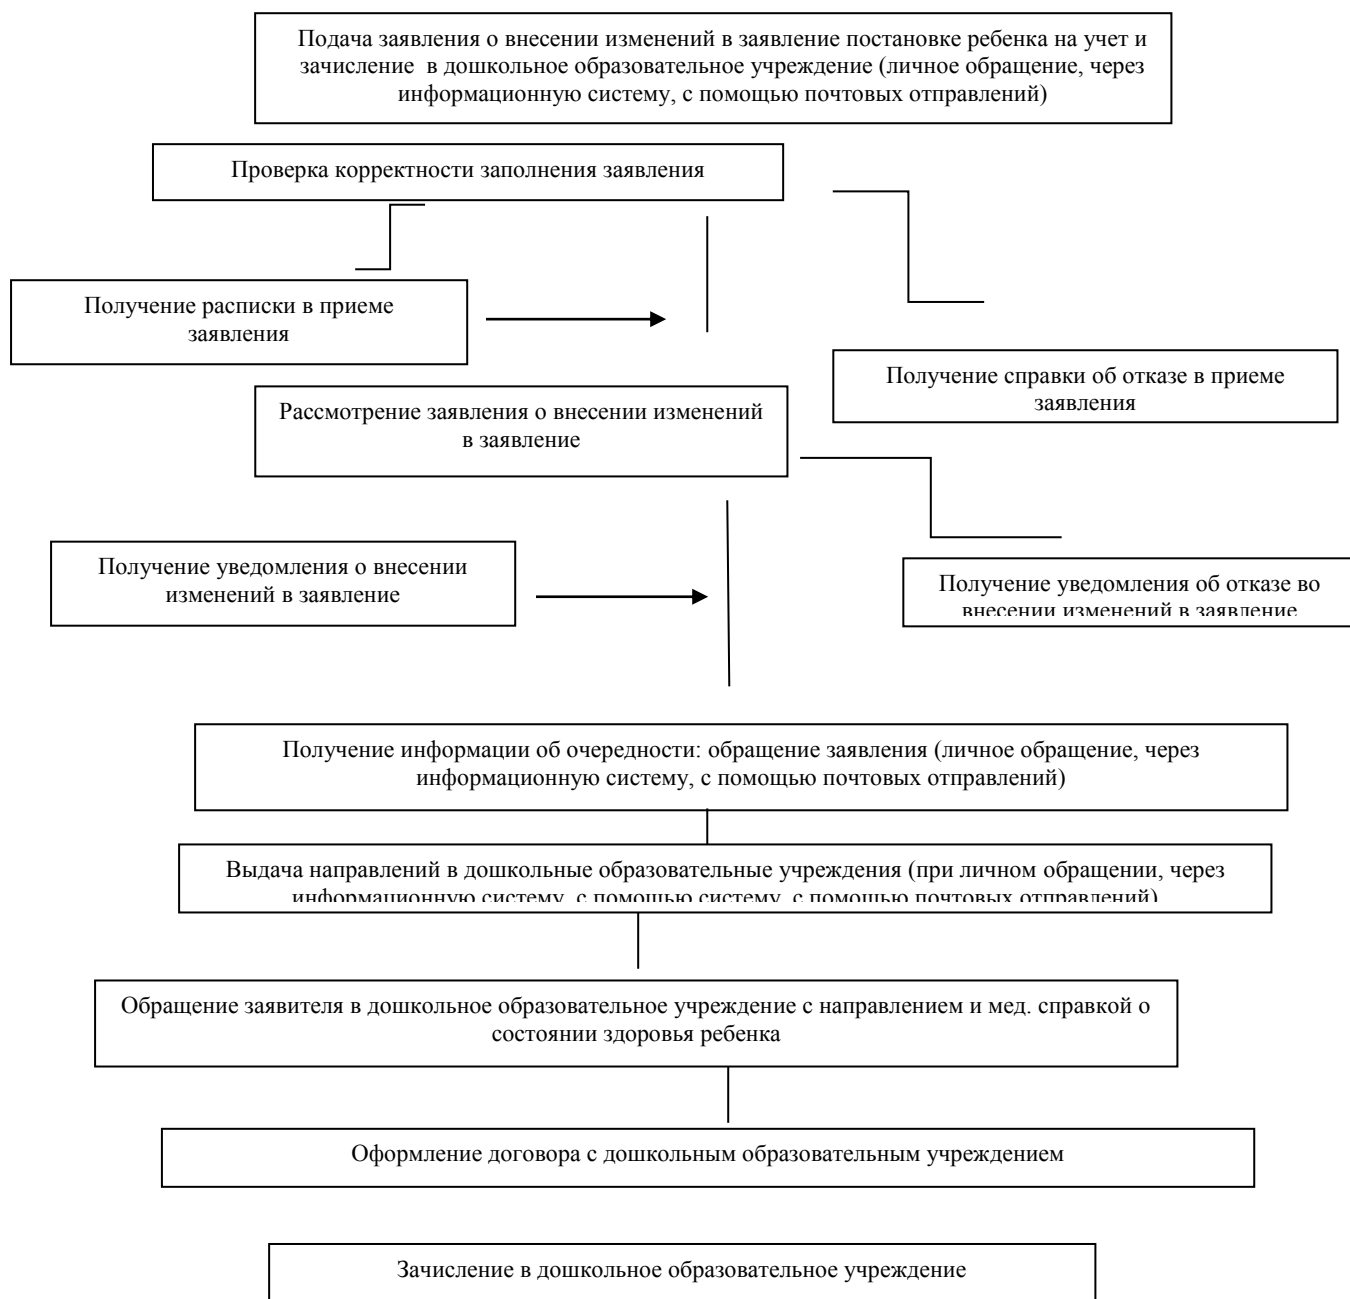 Подача заявления о внесении изменений в заявление постановке ребенка на учет и
зачисление в дошкольное образовательное учреждение (личное обращение, через
информационную систему, с помощью почтовых отправлений)
Проверка корректности заполнения заявления
Получение расписки в приеме
заявления
Получение справки об отказе в приеме
заявления
Рассмотрение заявления о внесении изменений
в заявление
Получение уведомления о внесении
изменений в заявление
Получение уведомления об отказе во
внесении изменений в заявление
Получение информации об очередности: обращение заявления (личное обращение, через
информационную систему, с помощью почтовых отправлений)
Выдача направлений в дошкольные образовательные учреждения (при личном обращении, через
информационную систему, с помощью систему, с помощью почтовых отправлений)
Обращение заявителя в дошкольное образовательное учреждение с направлением и мед. справкой о
состоянии здоровья ребенка
Оформление договора с дошкольным образовательным учреждением
Зачисление в дошкольное образовательное учреждение